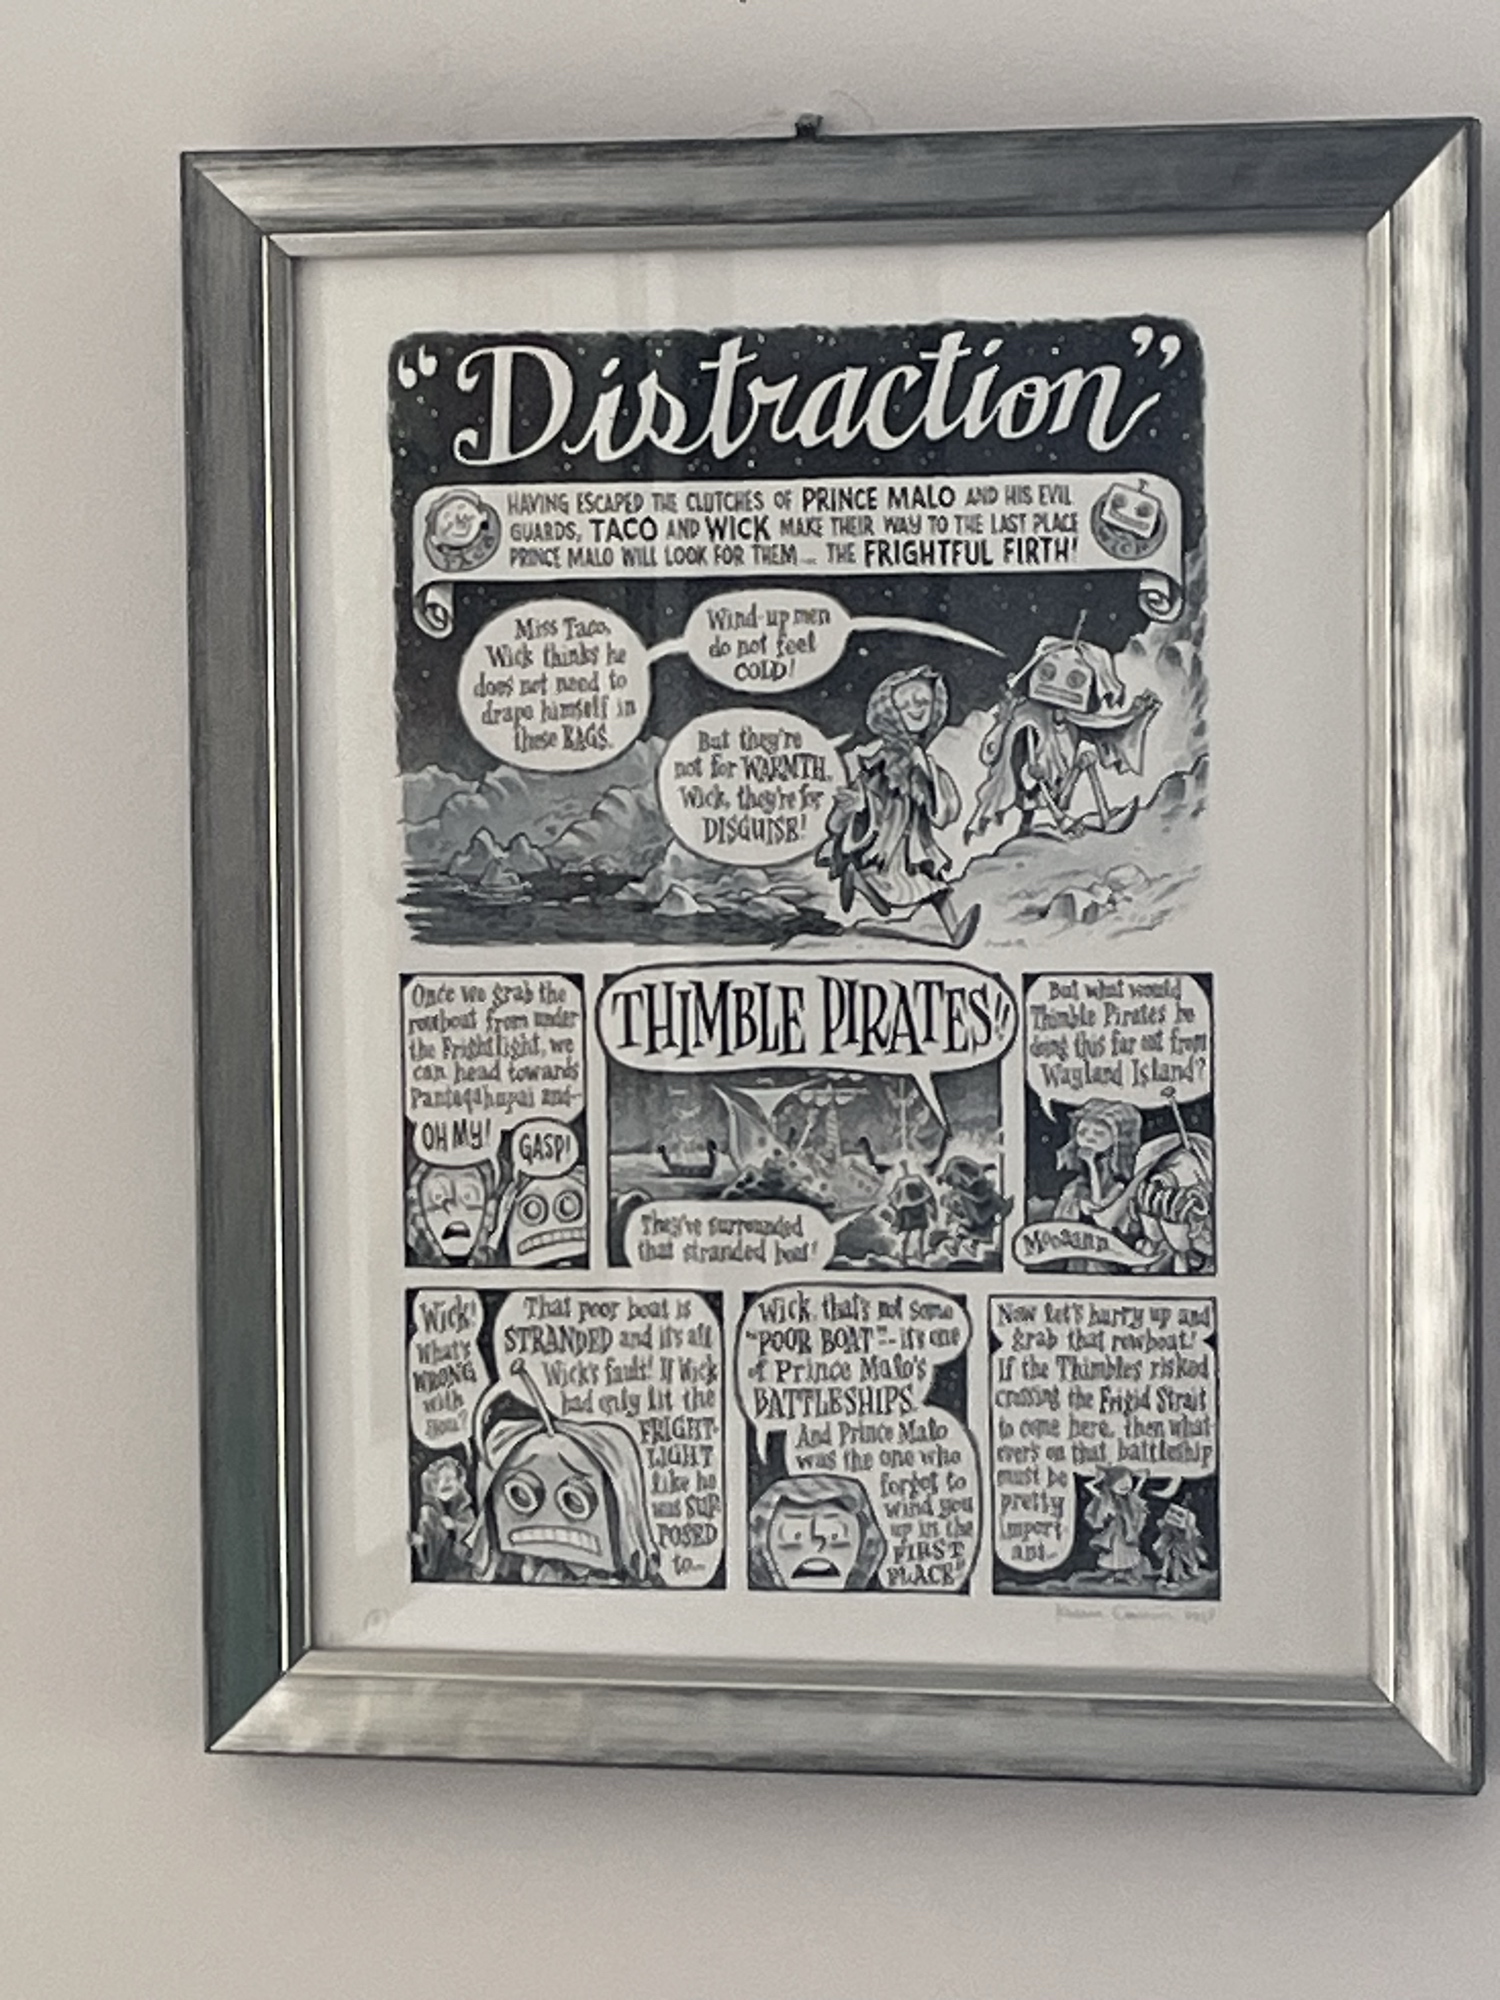 "Distraction"
HAVING ESCAPED THE CLUTCHES OF PRINCE MALO AND HIS EVIL
GUARDS, TACO AND WICK MAKE THEIR WAY TO THE LAST PLACE
PRINCE MALO WILL LOOK FOR THEM... THE FRIGHTFUL FIRTH!
Miss Taco,
Wick thinks he
does not need to
drape himself in
these RAGS.
Wind-up men
do not feel
COLD!
But they're
not for WARMTH,
Wick, they're for
DISGUISE!
Once we grab the
rowboat from under
the Frightlight, we
can head towards
and-
OH MY!
GASP!
THIMBLE PIRATES!!
They've surrounded
that stranded boat!
But what would
Thimble Pirates be
doing this far out from
Wayland Island?
Wick!
What's
WRONG
with
you?
That poor boat is
STRANDED and it's all
Wick's fault! If Wick
had only lit the
FRIGHT-
LIGHT
like he
was SUP-
POSED
to...
Wick, that's not some
"POOR BOAT"-- it's one
of Prince Malo's
BATTLESHIPS.
And Prince Malo
was the one who
forgot to
wind you
up in the
FIRST
PLACE!
Now let's hurry up and
grab that rowboat!
If the Thimbles risked
crossing the Frigid Strait
to come here, then what-
ever's on that battleship
must be
pretty
import-
ant...